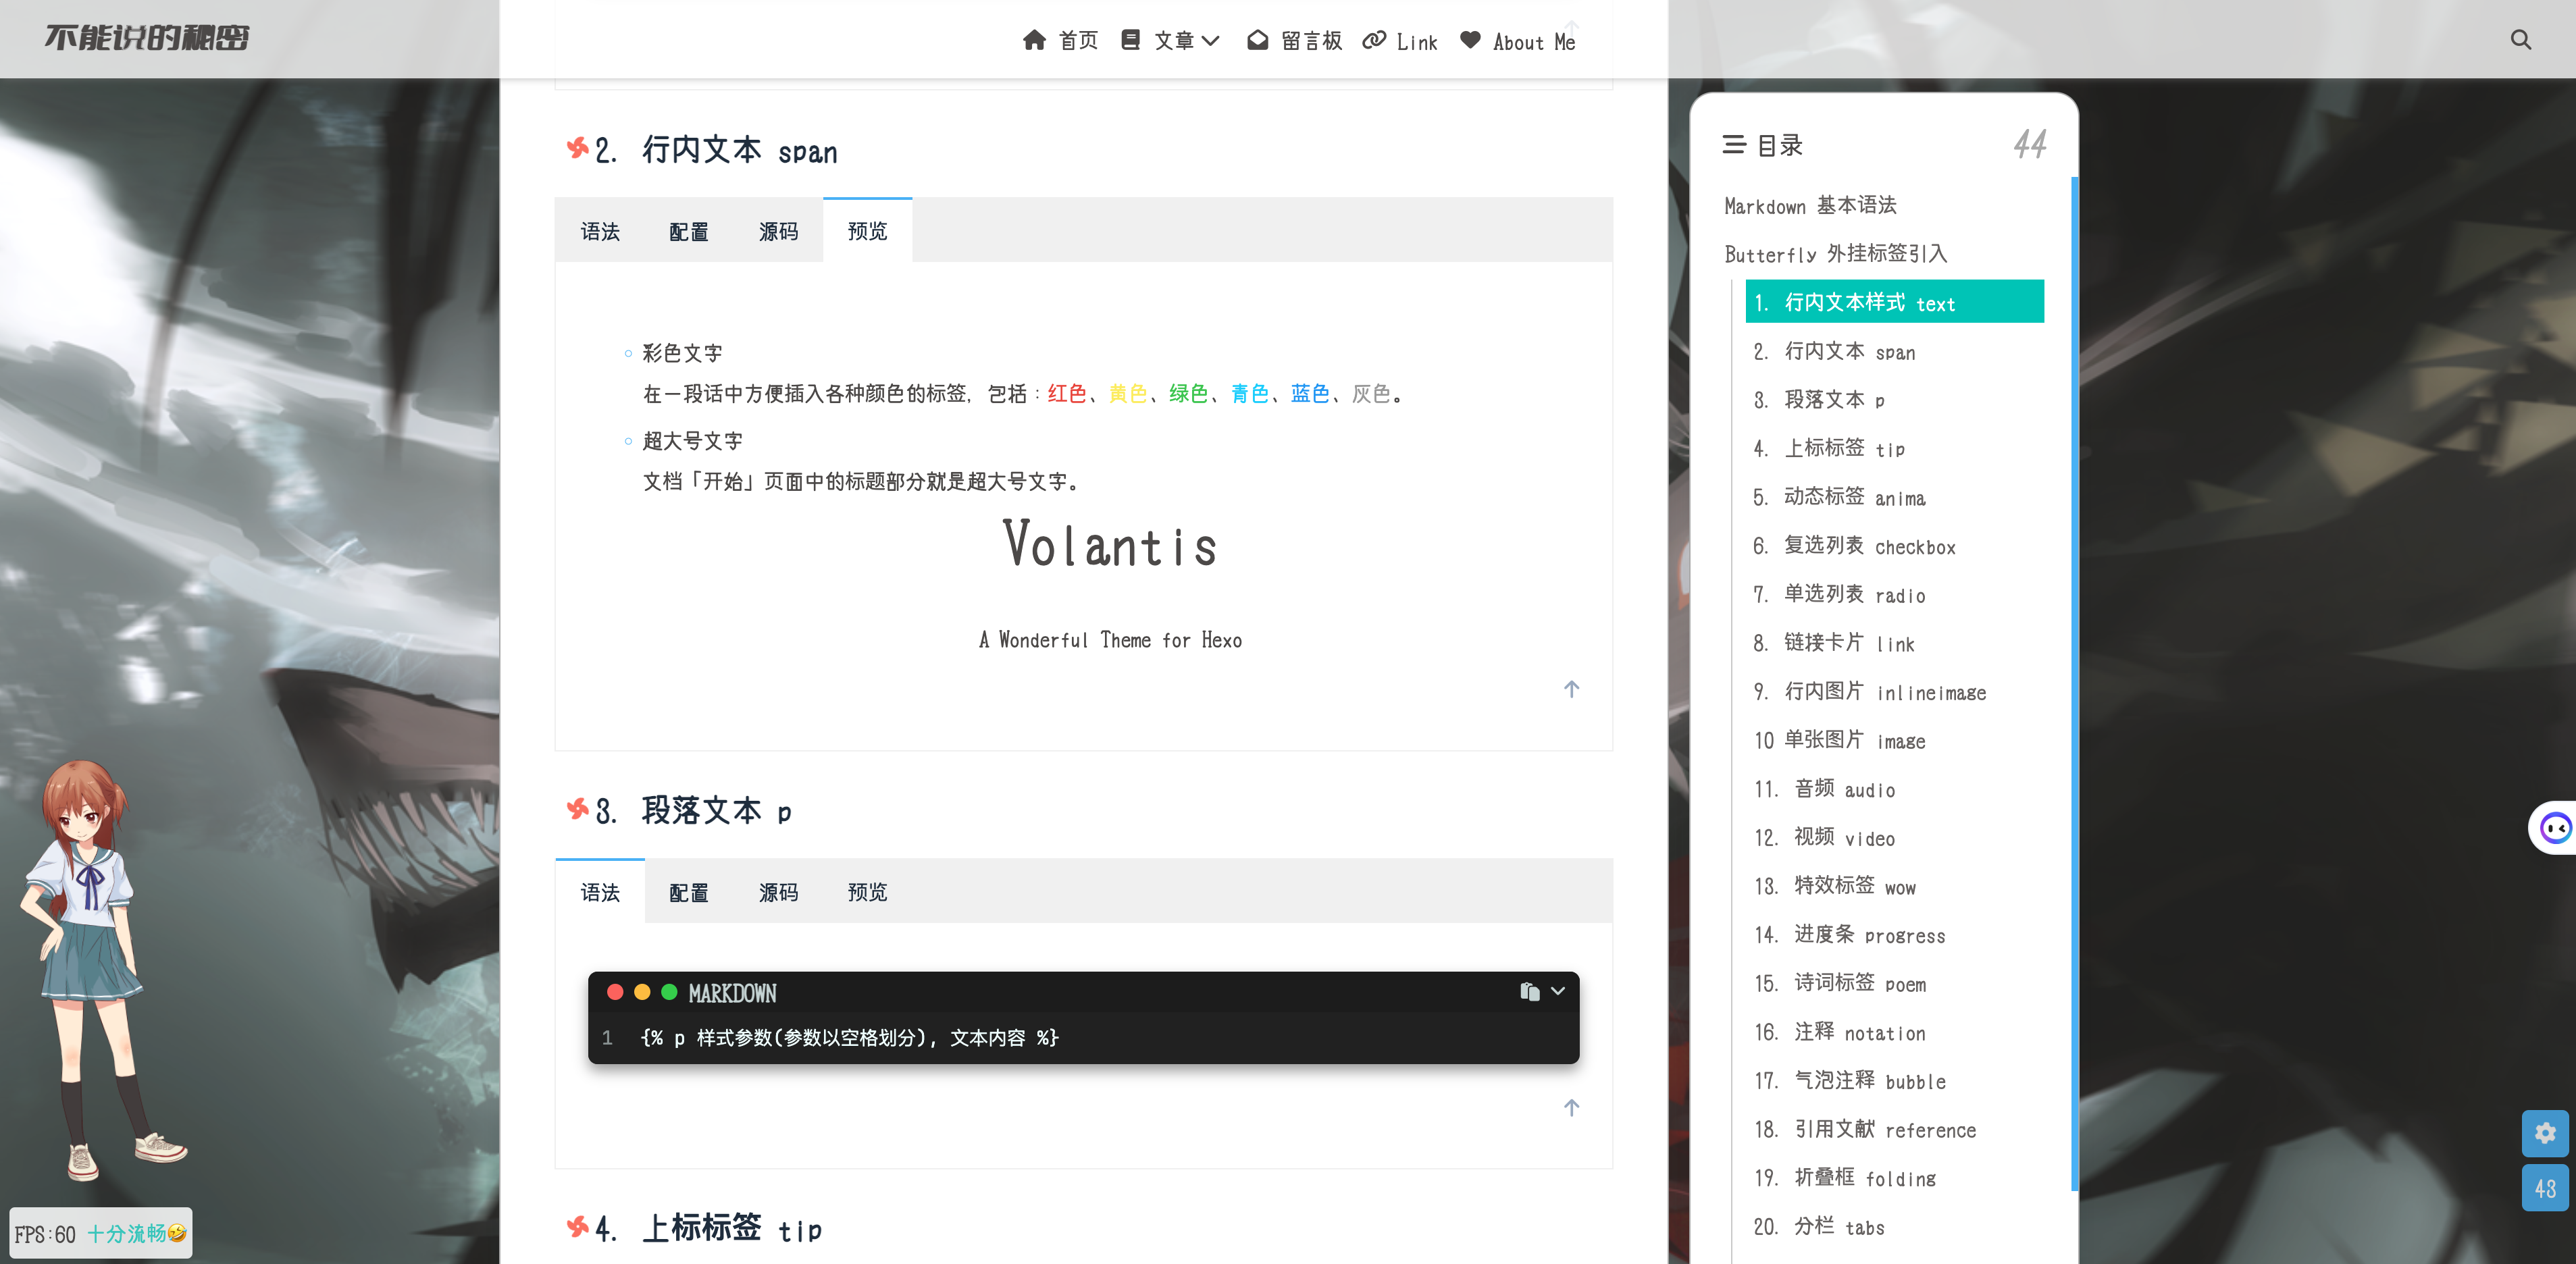 不能说的秘密
首页 文章 留言板 Link About Me
2. 行内文本 span
语法 配置 源码 预览
彩色文字
在一段话中方便插入各种颜色的标签, 包括：红色、黄色、绿色、青色、蓝色、灰色。
超大号文字
文档「开始」页面中的标题部分就是超大号文字。
Volantis
A Wonderful Theme for Hexo
3. 段落文本 p
语法 配置 源码 预览
MARKDOWN
1 {% p 样式参数(参数以空格划分), 文本内容 %}
4. 上标标签 tip
目录 44
Markdown 基本语法
Butterfly 外挂标签引入
1. 行内文本样式 text
2. 行内文本 span
3. 段落文本 p
4. 上标标签 tip
5. 动态标签 anima
6. 复选列表 checkbox
7. 单选列表 radio
8. 链接卡片 link
9. 行内图片 inlineimage
10 单张图片 image
11. 音频 audio
12. 视频 video
13. 特效标签 wow
14. 进度条 progress
15. 诗词标签 poem
16. 注释 notation
17. 气泡注释 bubble
18. 引用文献 reference
19. 折叠框 folding
20. 分栏 tabs
43
FPS:60 十分流畅🤣